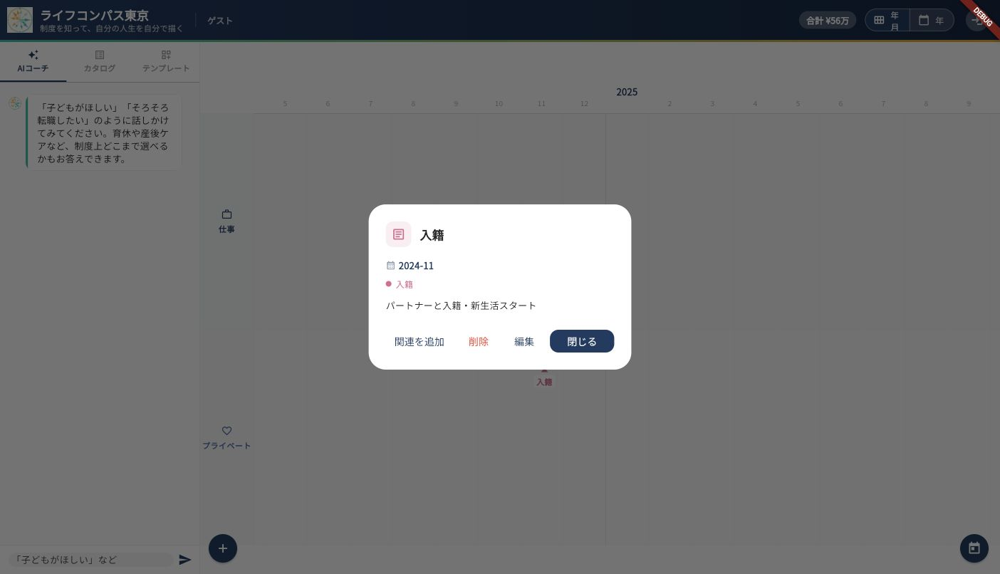 ライフコンパス東京
制度を知って、自分の人生を自分で描く
ゲスト
合計 ¥56万
年月
年
DEBUG
AIコーチ
カタログ
テンプレート
「子どもがほしい」「そろそろ
転職したい」のように話しかけ
てみてください。育休や産後ケ
アなど、制度上どこまで選べる
かもお答えできます。
2025
5 6 7 8 9 10 11 12 2 3 4 5 6 7 8 9
仕事
入籍
2024-11
入籍
パートナーと入籍・新生活スタート
関連を追加 削除 編集 閉じる
入籍
プライベート
「子どもがほしい」など